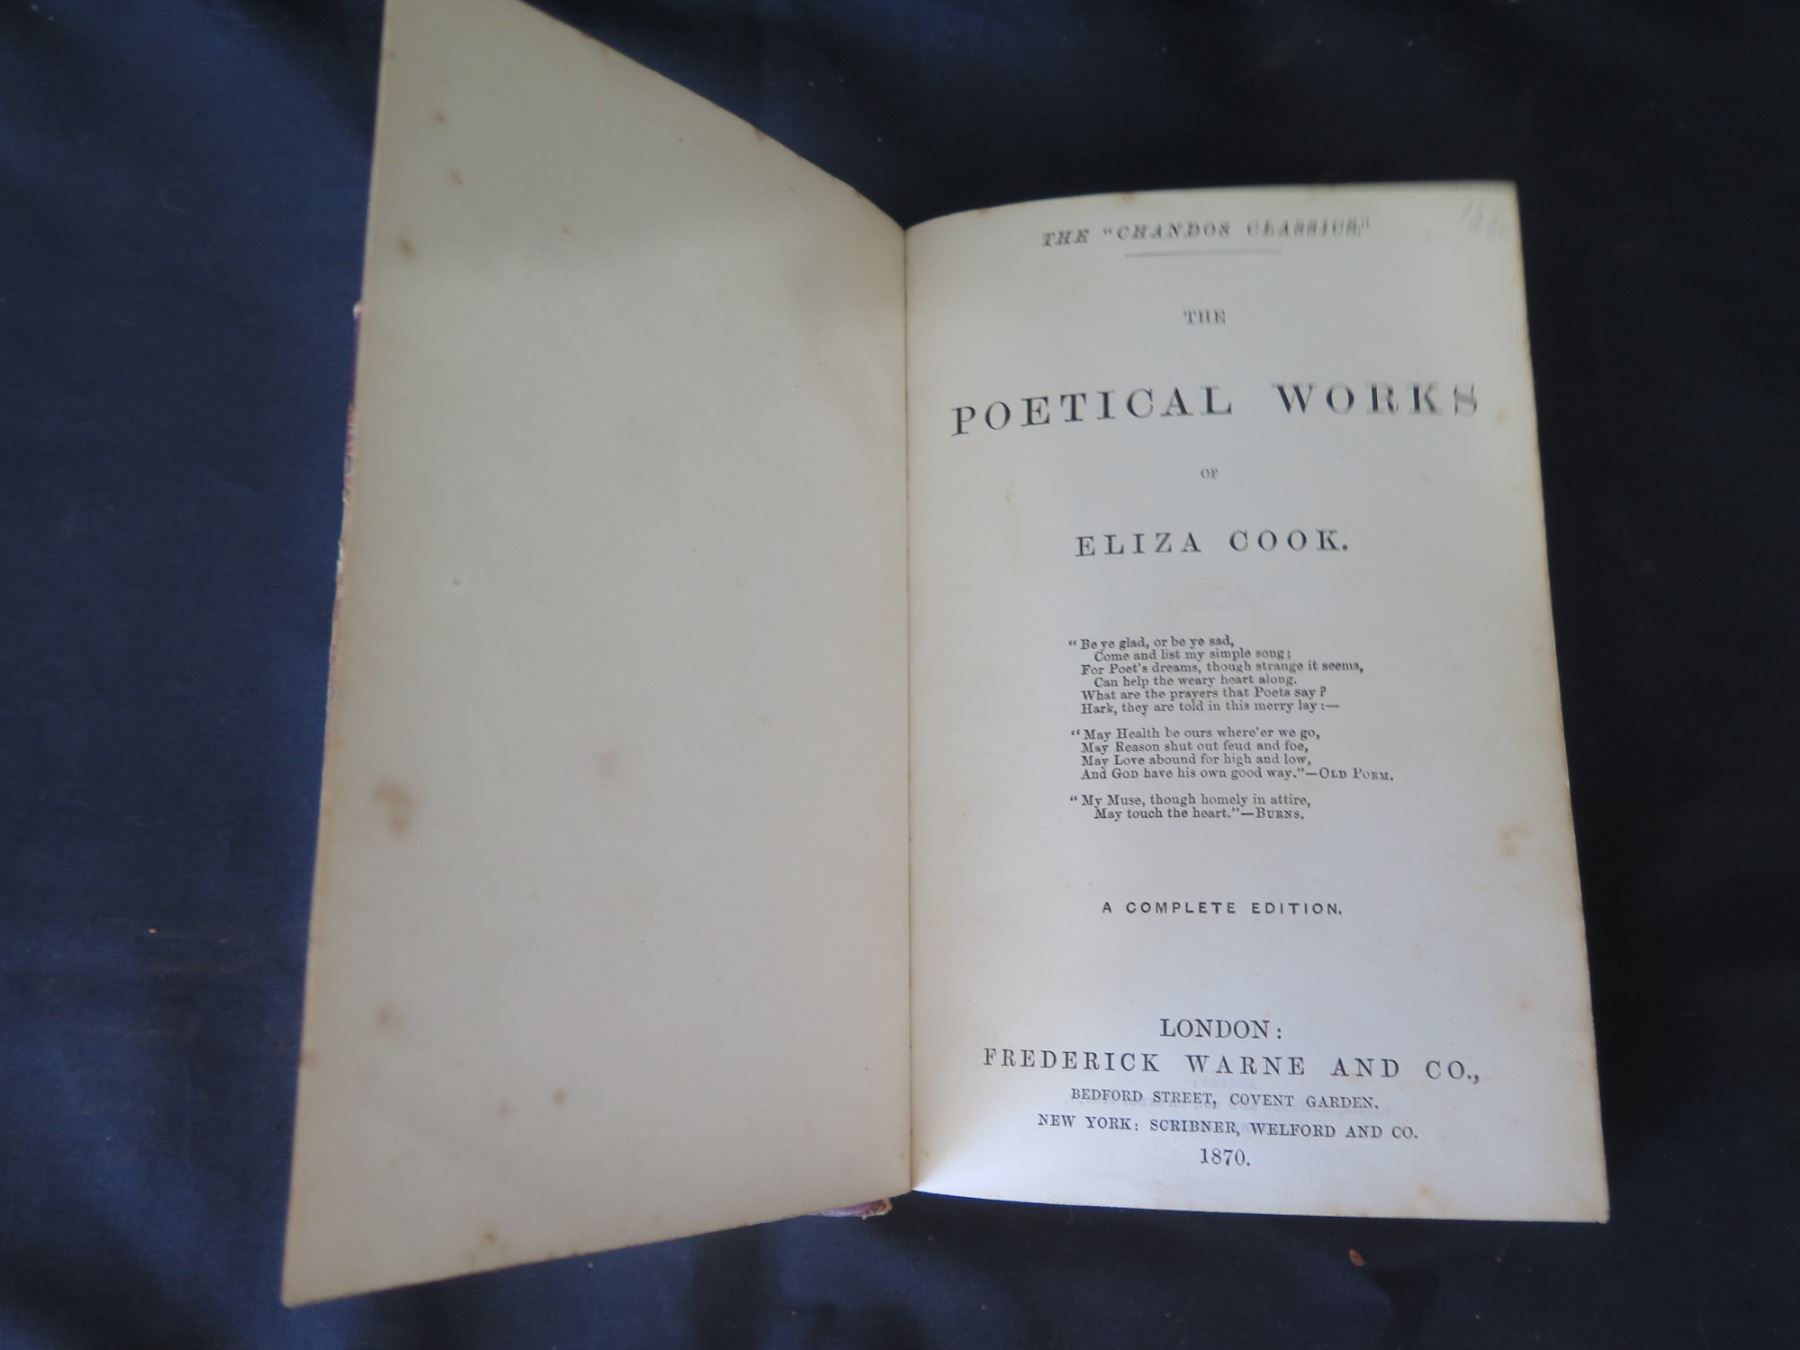 THE "CHANDOS CLASSICS."
THE
POETICAL WORKS
OF
ELIZA COOK.
"Be ye glad, or be ye sad,
Come and list my simple song;
For Poet's dreams, though strange it seems,
Can help the weary heart along.
What are the prayers that Poets say?
Hark, they are told in this merry lay:—
"May Health be ours where'er we go,
May Reason shut out feud and foe,
May Love abound for high and low,
And GOD have his own good way."—OLD POEM.
"My Muse, though homely in attire,
May touch the heart."—BURNS.
A COMPLETE EDITION.
LONDON:
FREDERICK WARNE AND CO.,
BEDFORD STREET, COVENT GARDEN.
NEW YORK: SCRIBNER, WELFORD AND CO.
1870.